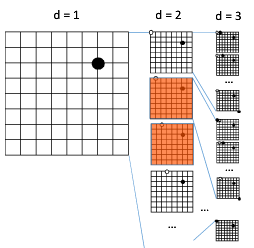 d = 1
d = 2
d = 3
...
...
...
...